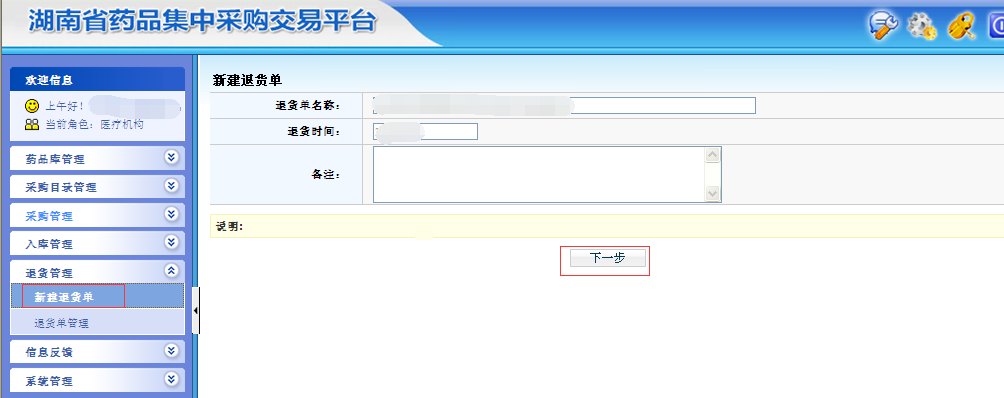 湖南省药品集中采购交易平台
欢迎信息
上午好!
当前角色：医疗机构
药品库管理
采购目录管理
采购管理
入库管理
退货管理
新建退货单
退货单管理
信息反馈
系统管理
新建退货单
退货单名称：
退货时间：
备注：
说明：
下一步